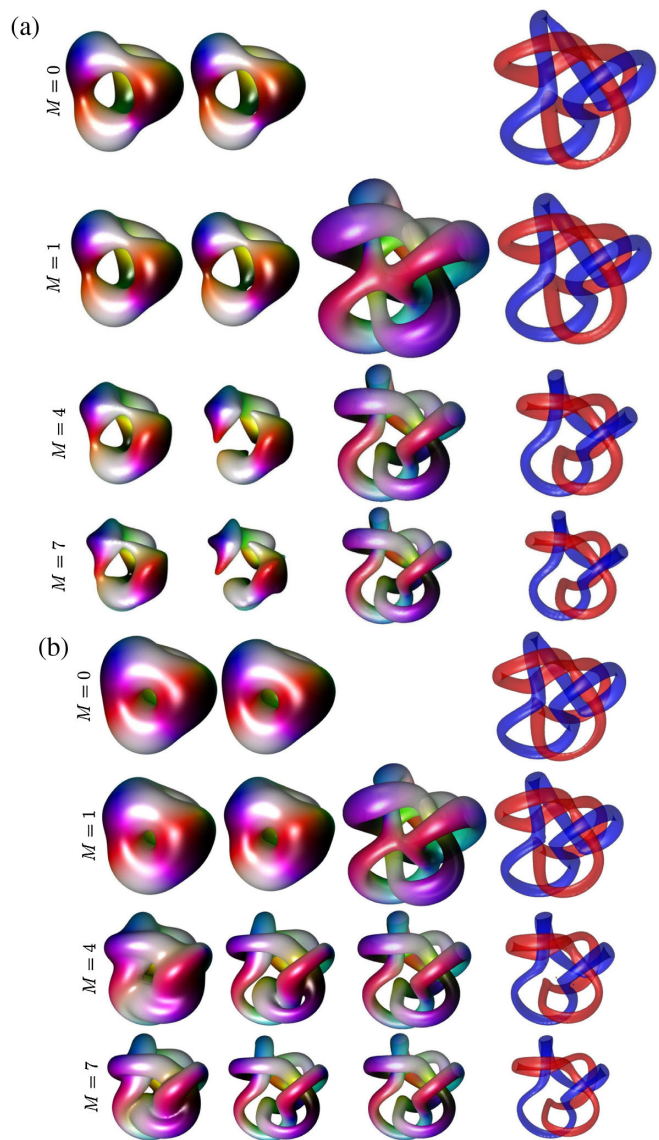 (a)
M = 0
M = 1
M = 4
M = 7
(b)
M = 0
M = 1
M = 4
M = 7